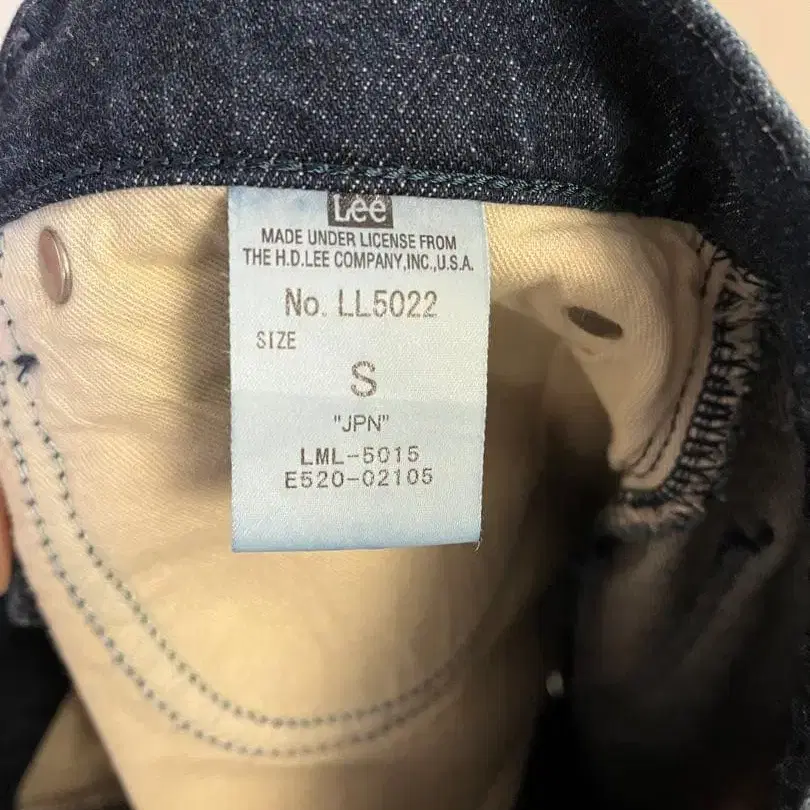 Lee
MADE UNDER LICENSE FROM
THE H.D.LEE COMPANY,INC.,U.S.A.
No. LL5022
SIZE
S
"JPN"
LML-5015
E520-02105